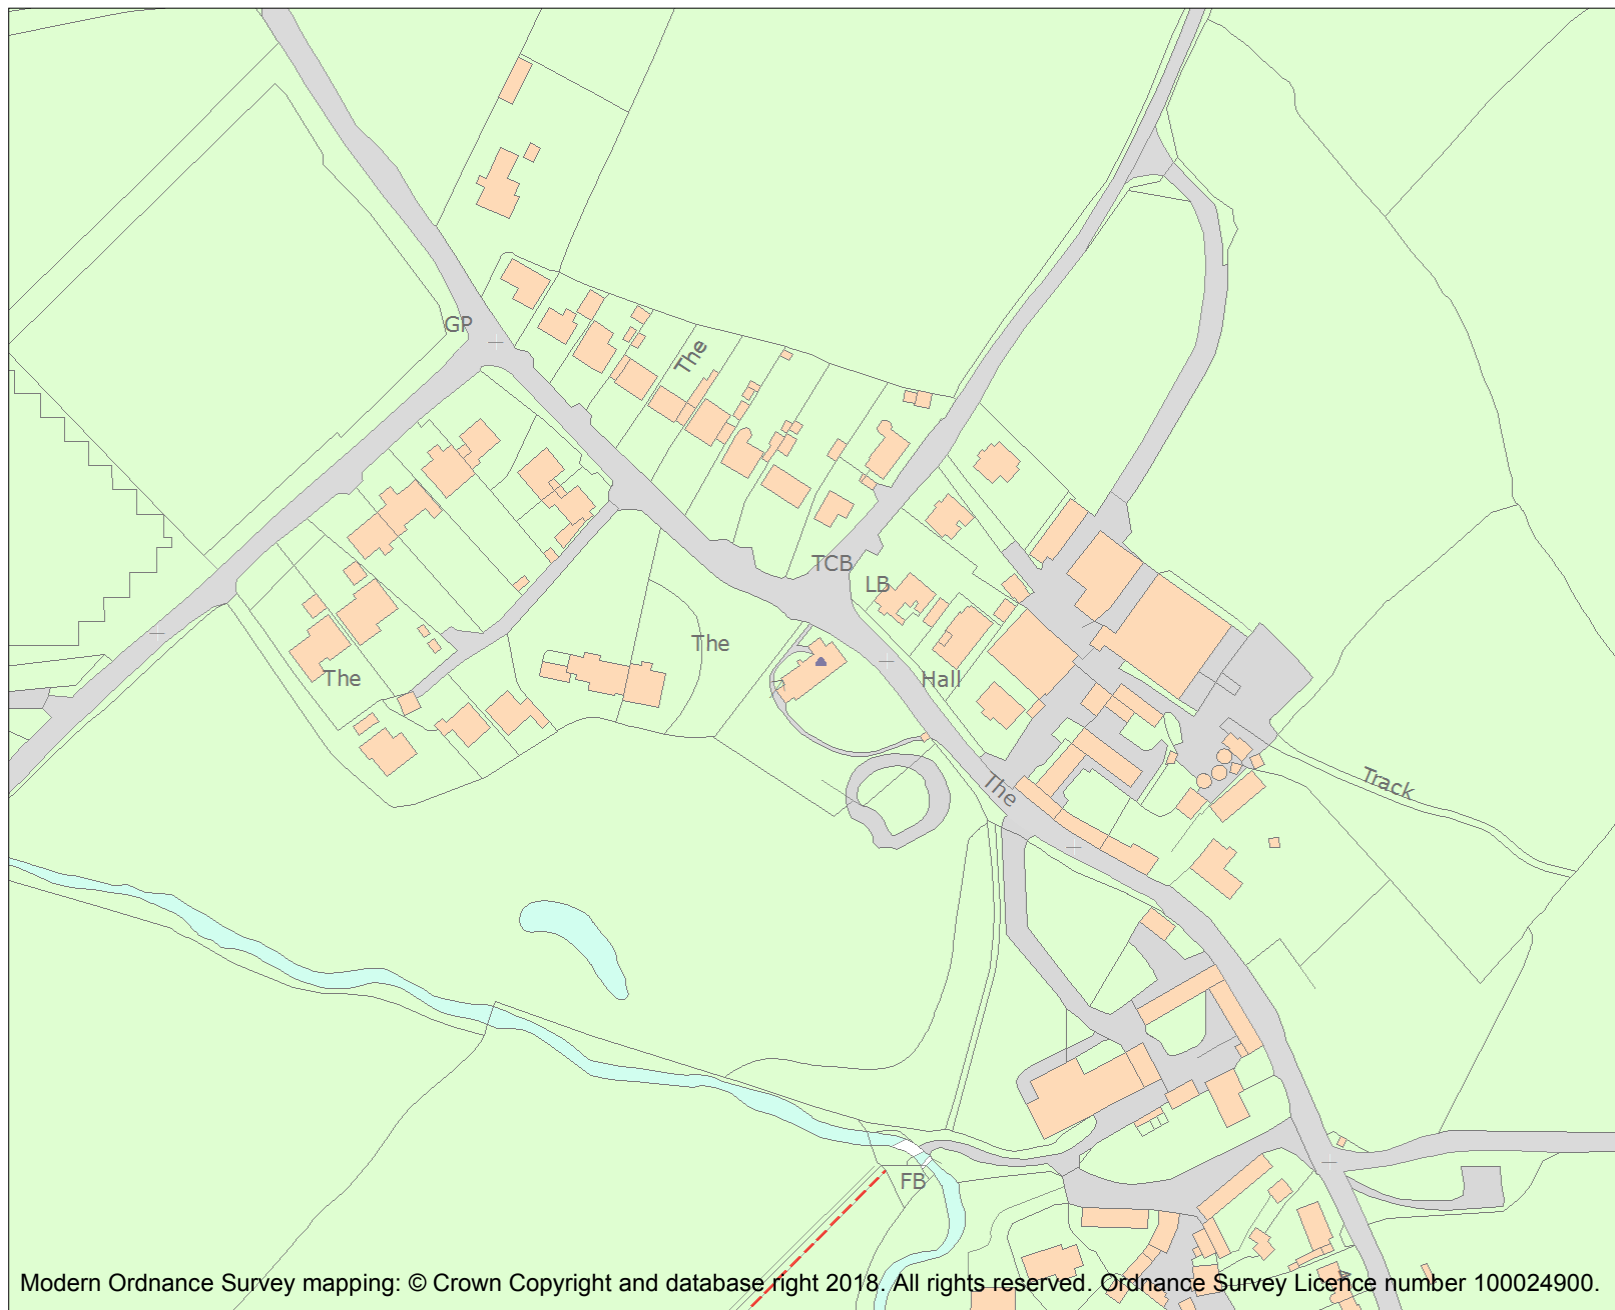 GP
The
TCB
LB
The
The
Hall
The
Track
FB
Modern Ordnance Survey mapping: © Crown Copyright and database right 2018. All rights reserved. Ordnance Survey Licence number 100024900.